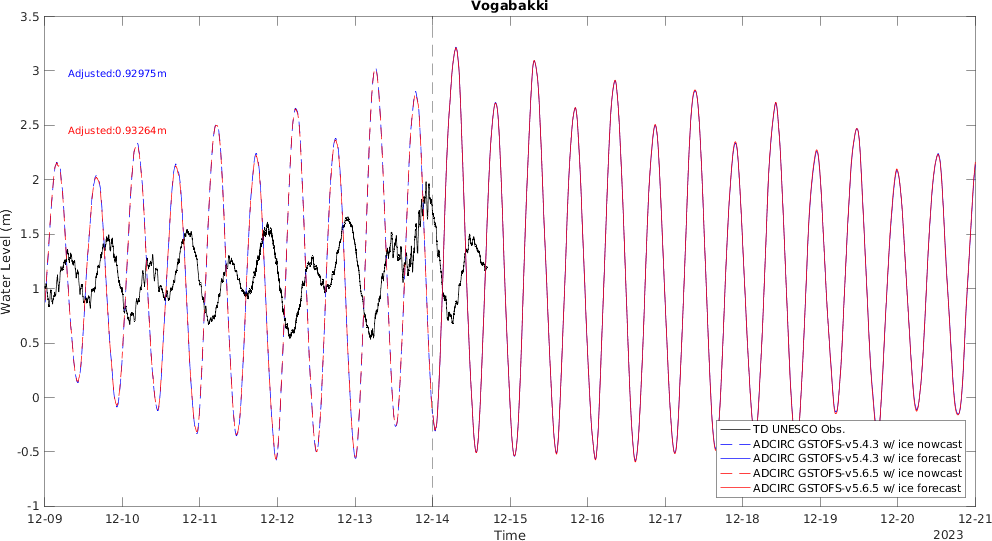 Vogabakki
3.5
3
2.5
2
1.5
1
0.5
0
-0.5
-1
Water Level (m)
Adjusted:0.92975m
Adjusted:0.93264m
TD UNESCO Obs.
ADCIRC GSTOFS-v5.4.3 w/ ice nowcast
ADCIRC GSTOFS-v5.4.3 w/ ice forecast
ADCIRC GSTOFS-v5.6.5 w/ ice nowcast
ADCIRC GSTOFS-v5.6.5 w/ ice forecast
12-09 12-10 12-11 12-12 12-13 12-14 12-15 12-16 12-17 12-18 12-19 12-20 12-21
Time
2023